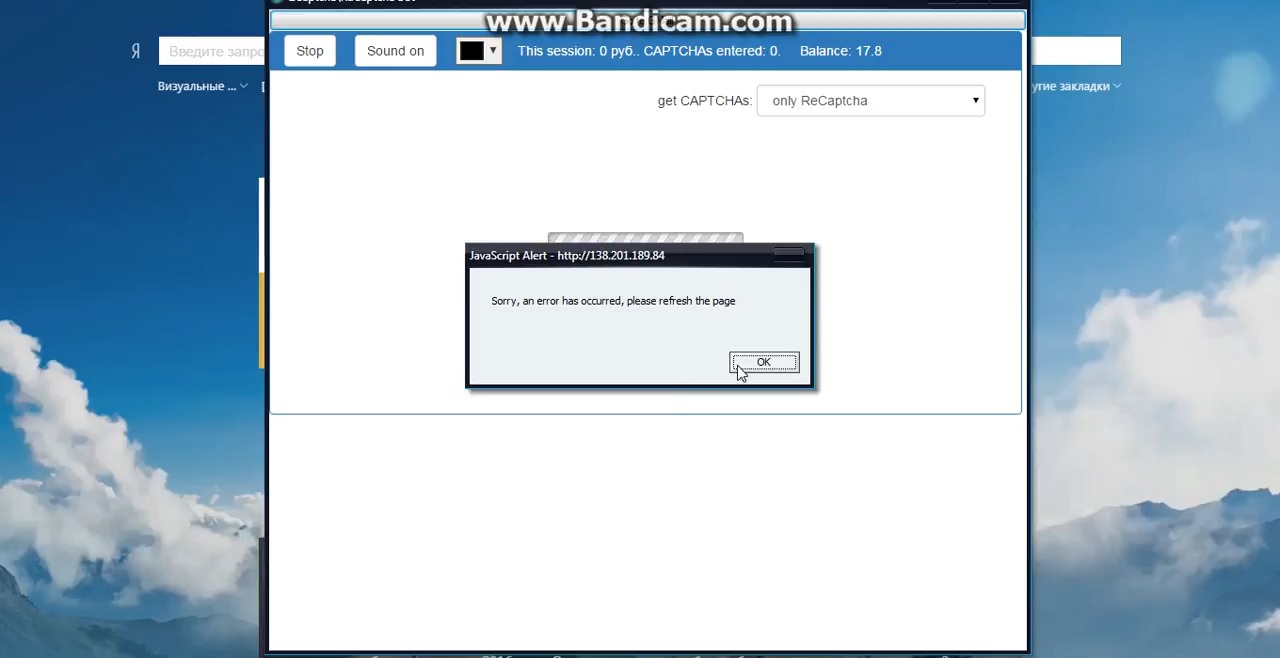 www.Bandicam.com
Я
Введите запро
Stop
Sound on
This session: 0 руб.. CAPTCHAs entered: 0.
Balance: 17.8
Визуальные ...
угие закладки
get CAPTCHAs:
only ReCaptcha
JavaScript Alert - http://138.201.189.84
Sorry, an error has occurred, please refresh the page
OK